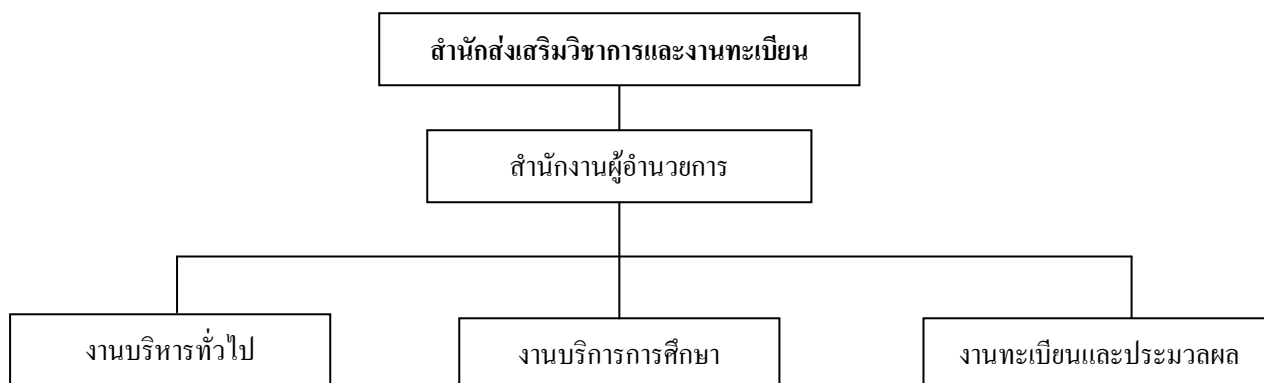 สำนักส่งเสริมวิชาการและงานทะเบียน
สำนักงานผู้อำนวยการ
งานบริหารทั่วไป
งานบริการการศึกษา
งานทะเบียนและประมวลผล